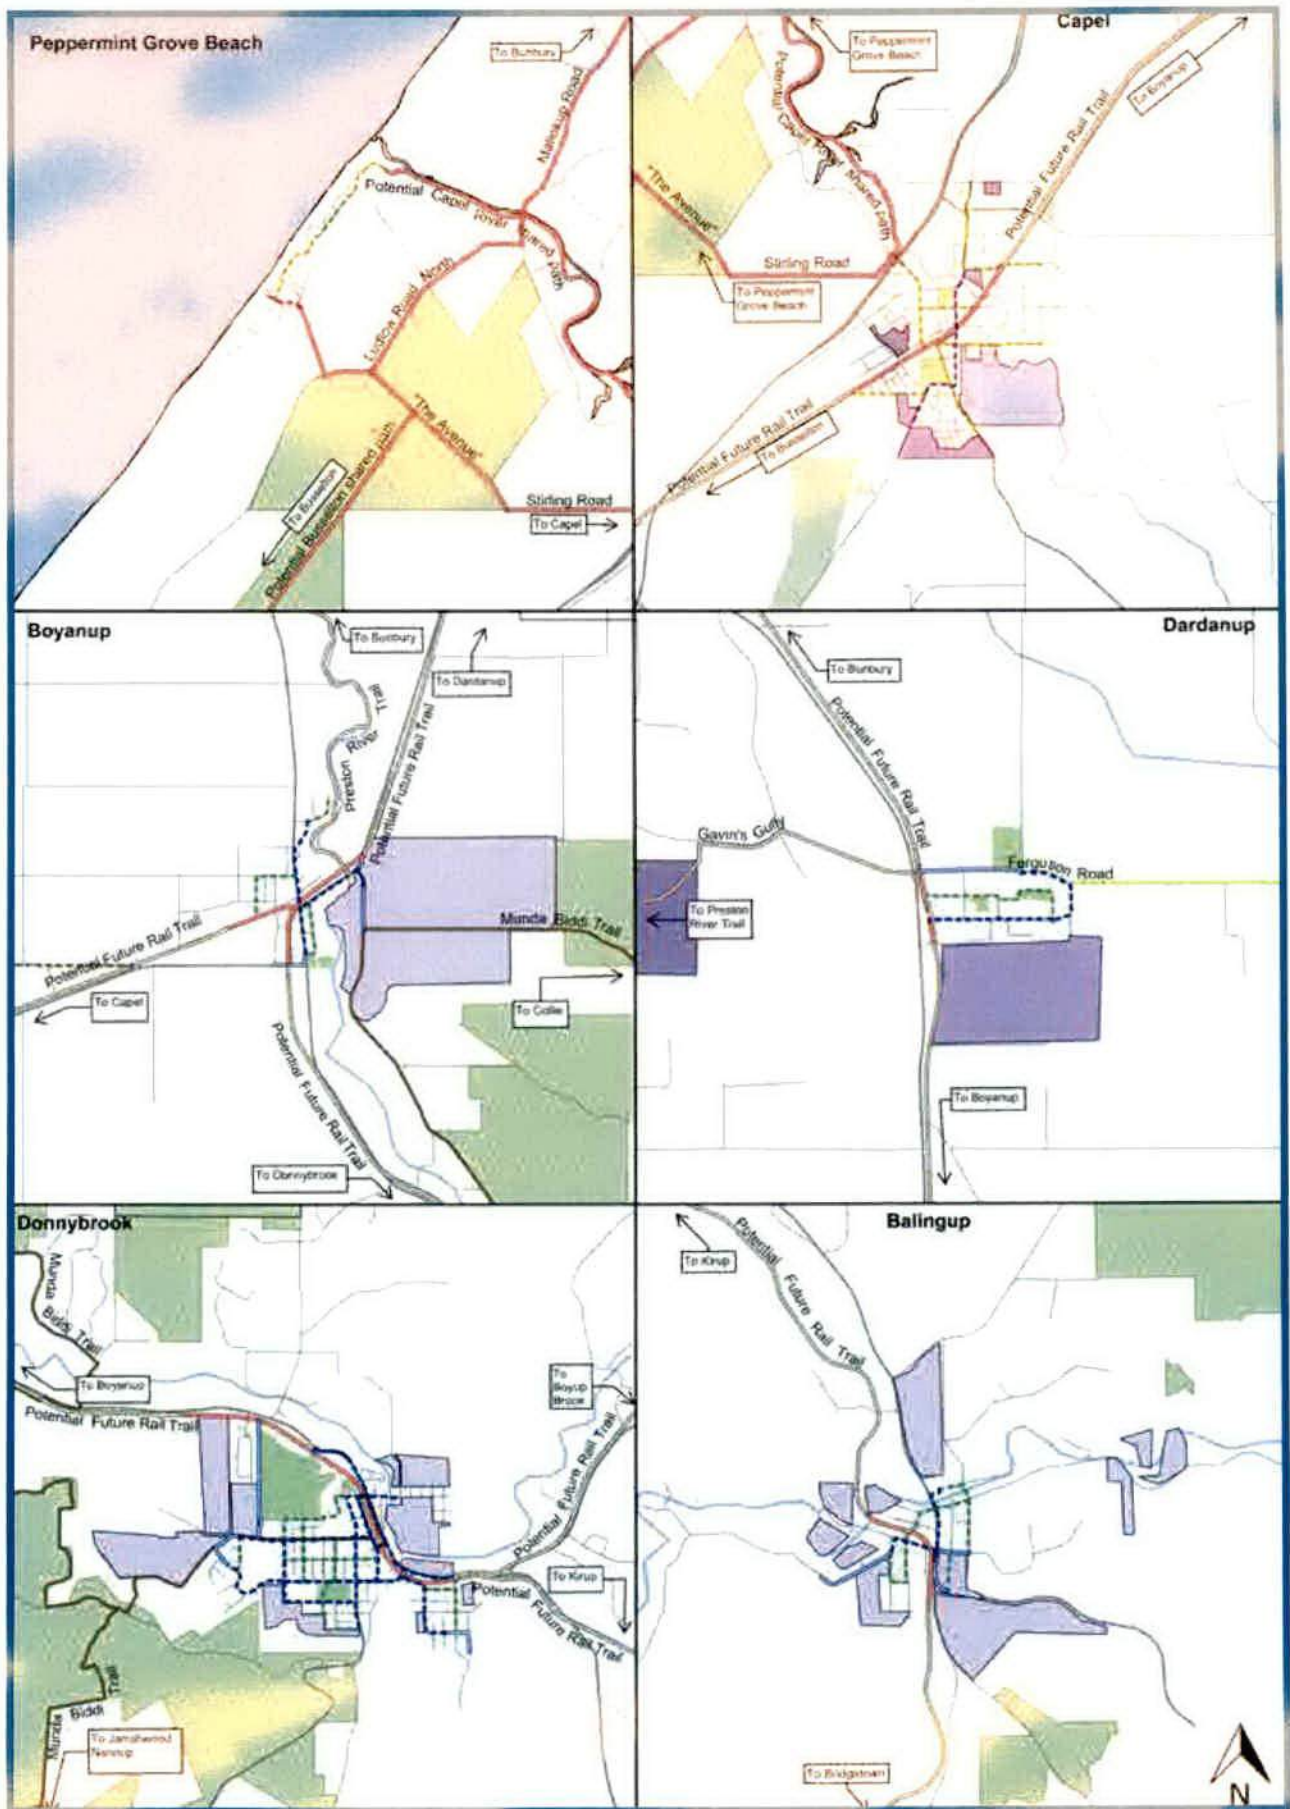 Peppermint Grove Beach
To Bunbury
Mallokup Road
Potential Capel River shared path
Ludlow Road North
"The Avenue"
To Busselton
Potential Busselton shared path
Stirling Road
To Capel
Capel
To Peppermint
Grove Beach
Potential Capel River shared path
To Boyanup
Potential Future Rail Trail
"The Avenue"
Stirling Road
To Peppermint
Grove Beach
Potential Future Rail Trail
To Busselton
Boyanup
To Bunbury
To Dardanup
Preston River Trail
Potential Future Rail Trail
Munda Biddi Trail
Potential Future Rail Trail
To Capel
To Collie
Potential Future Rail Trail
To Donnybrook
Dardanup
To Bunbury
Potential Future Rail Trail
Gavin's Gully
Ferguson Road
To Preston
River Trail
To Boyanup
Donnybrook
Munda Biddi Trail
To Boyanup
Potential Future Rail Trail
To
Boyup
Brook
Potential Future Rail Trail
To Kirup
Potential Future Rail Trail
Munda Biddi Trail
To Jarrahwood
Nannup
Balingup
To Kirup
Potential Future Rail Trail
To Bridgetown
N